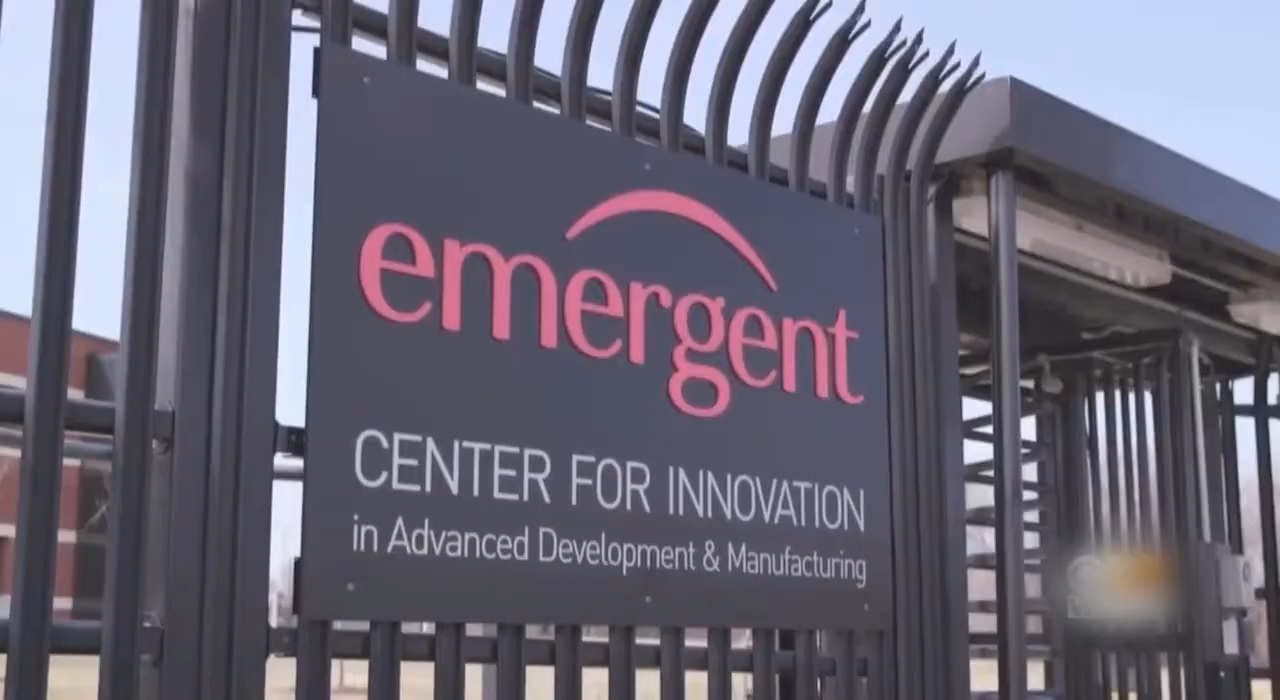 emergent
CENTER FOR INNOVATION
in Advanced Development & Manufacturing